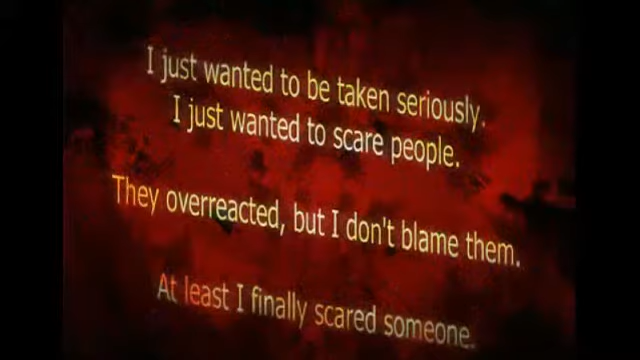 I just wanted to be taken seriously.
I just wanted to scare people.
They overreacted, but I don't blame them.
At least I finally scared someone.